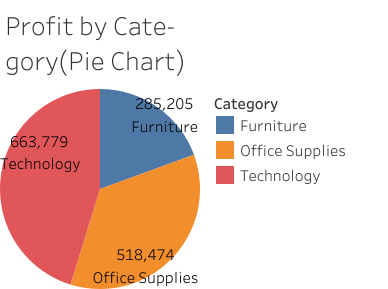 Profit by Cate-
gory(Pie Chart)
285,205
Furniture
663,779
Technology
518,474
Office Supplies
Category
Furniture
Office Supplies
Technology